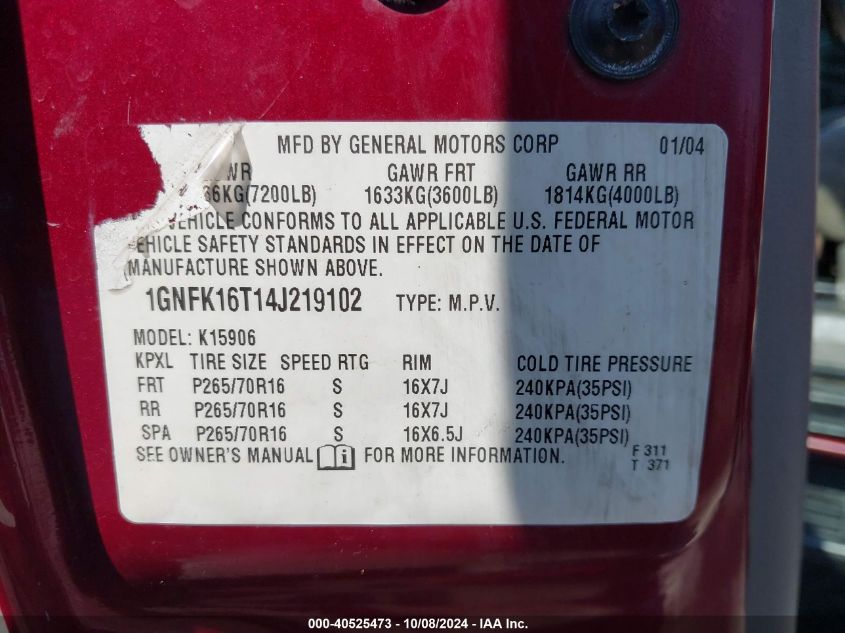 MFD BY GENERAL MOTORS CORP 01/04
GAWR FRT GAWR RR
66KG(7200LB) 1633KG(3600LB) 1814KG(4000LB)
VEHICLE CONFORMS TO ALL APPLICABLE U.S. FEDERAL MOTOR
VEHICLE SAFETY STANDARDS IN EFFECT ON THE DATE OF
MANUFACTURE SHOWN ABOVE.
1GNFK16T14J219102 TYPE: M.P.V.
MODEL: K15906
KPXL TIRE SIZE SPEED RTG RIM COLD TIRE PRESSURE
FRT P265/70R16 S 16X7J 240KPA(35PSI)
RR P265/70R16 S 16X7J 240KPA(35PSI)
SPA P265/70R16 S 16X6.5J 240KPA(35PSI)
SEE OWNER'S MANUAL i FOR MORE INFORMATION. F 311
T 371
000-40525473 - 10/08/2024 - IAA Inc.